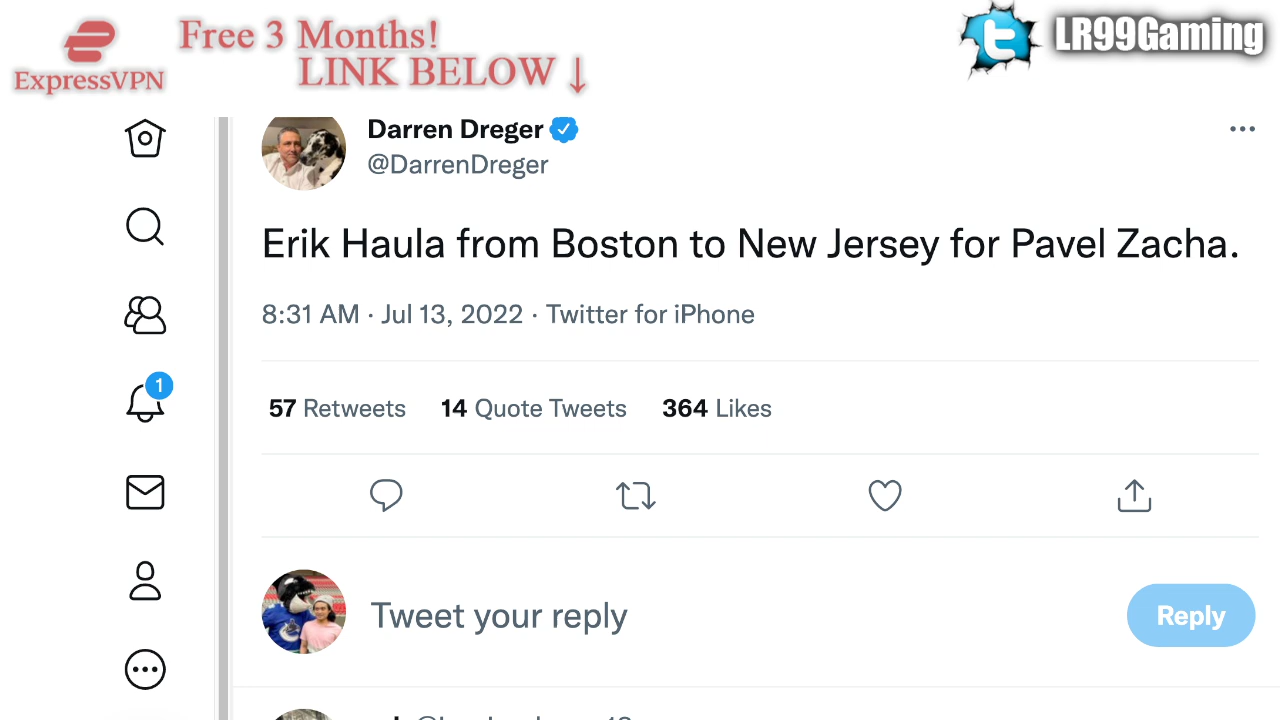 ExpressVPN
Free 3 Months!
LINK BELOW ↓
LR99Gaming
Darren Dreger
@DarrenDreger
Erik Haula from Boston to New Jersey for Pavel Zacha.
8:31 AM · Jul 13, 2022 · Twitter for iPhone
57 Retweets 14 Quote Tweets 364 Likes
1
Tweet your reply
Reply